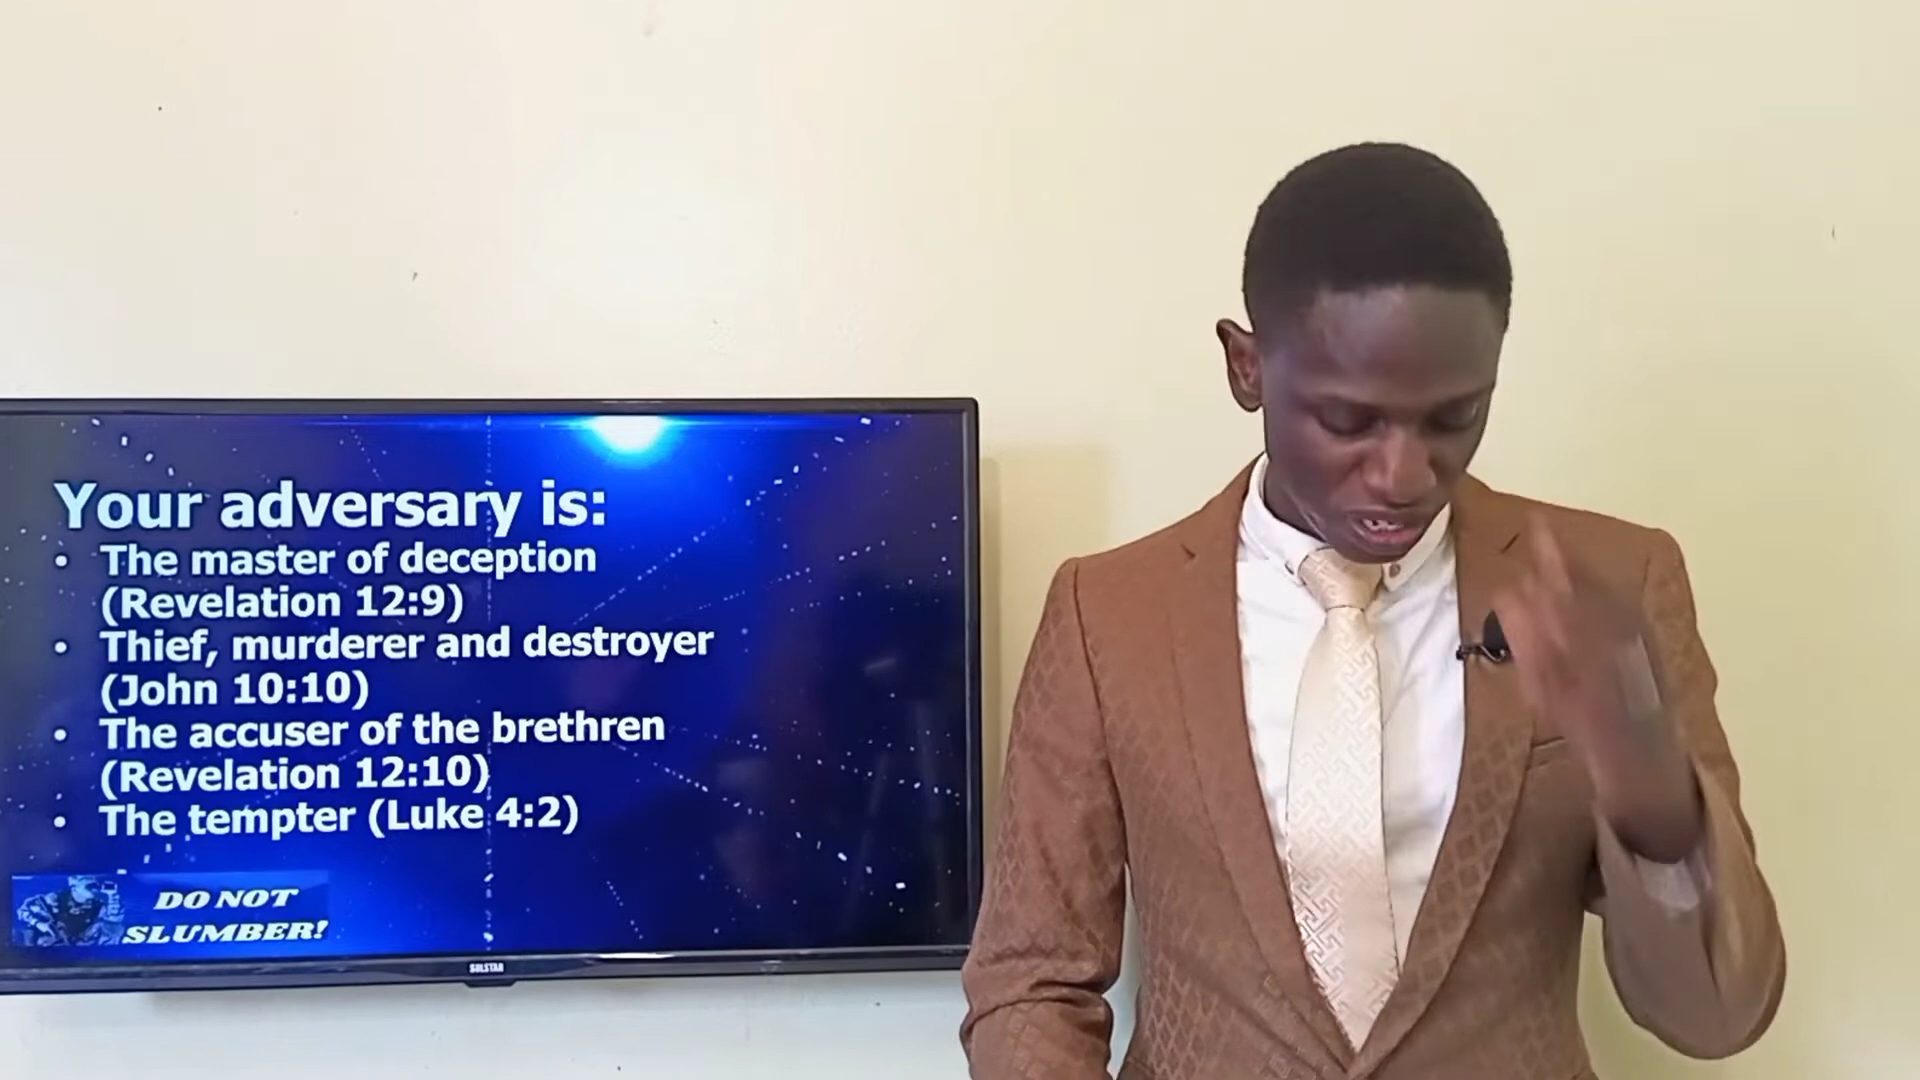 Your adversary is:
• The master of deception
(Revelation 12:9)
• Thief, murderer and destroyer
(John 10:10)
• The accuser of the brethren
(Revelation 12:10)
• The tempter (Luke 4:2)
DO NOT
SLUMBER!
SOLSTAR